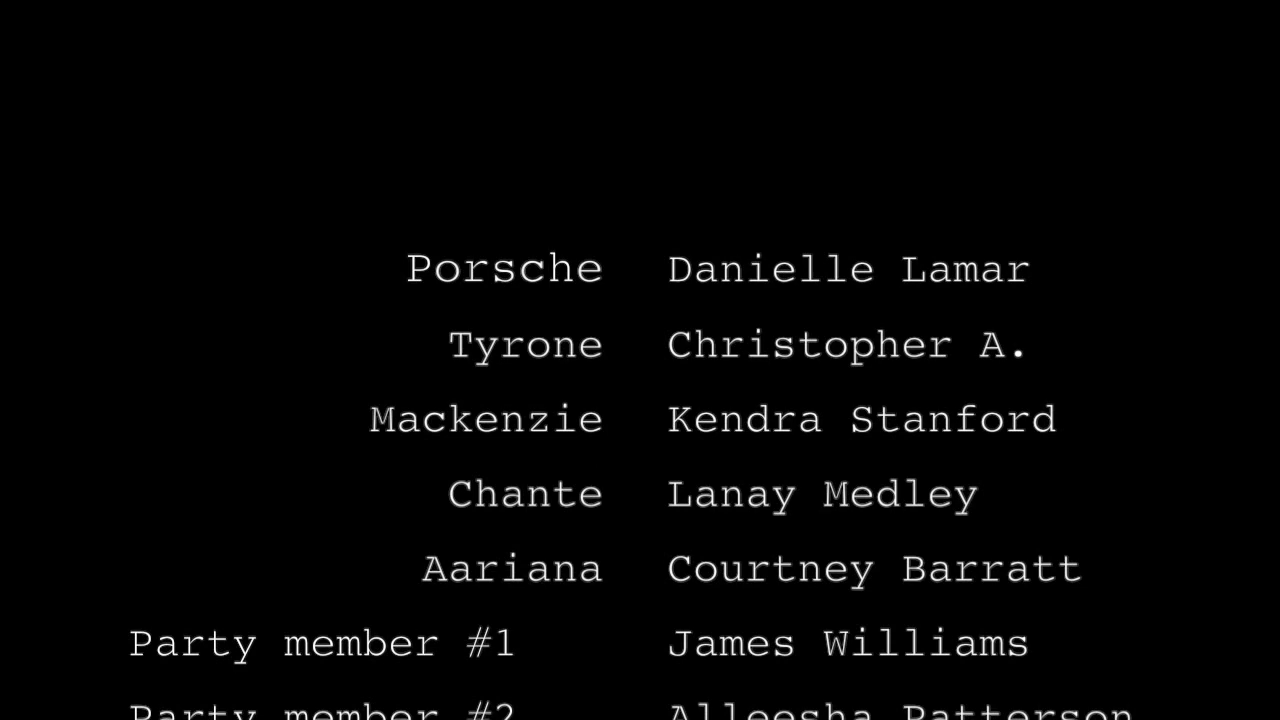 Porsche Danielle Lamar
Tyrone Christopher A.
Mackenzie Kendra Stanford
Chante Lanay Medley
Aariana Courtney Barratt
Party member #1 James Williams
Party member #2 Alleesha Patterson